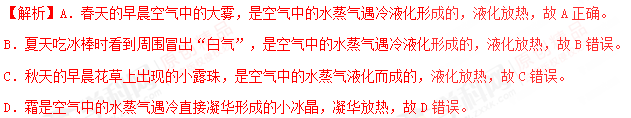 【解析】A．春天的早晨空气中的大雾，是空气中的水蒸气遇冷液化形成的，液化放热，故 A 正确。
B．夏天吃冰棒时看到周围冒出“白气”，是空气中的水蒸气遇冷液化形成的，液化放热，故 B 错误。
C．秋天的早晨花草上出现的小露珠，是空气中的水蒸气液化而成的，液化放热，故 C 错误。
D．霜是空气中的水蒸气遇冷直接凝华形成的小冰晶，凝华放热，故 D 错误。